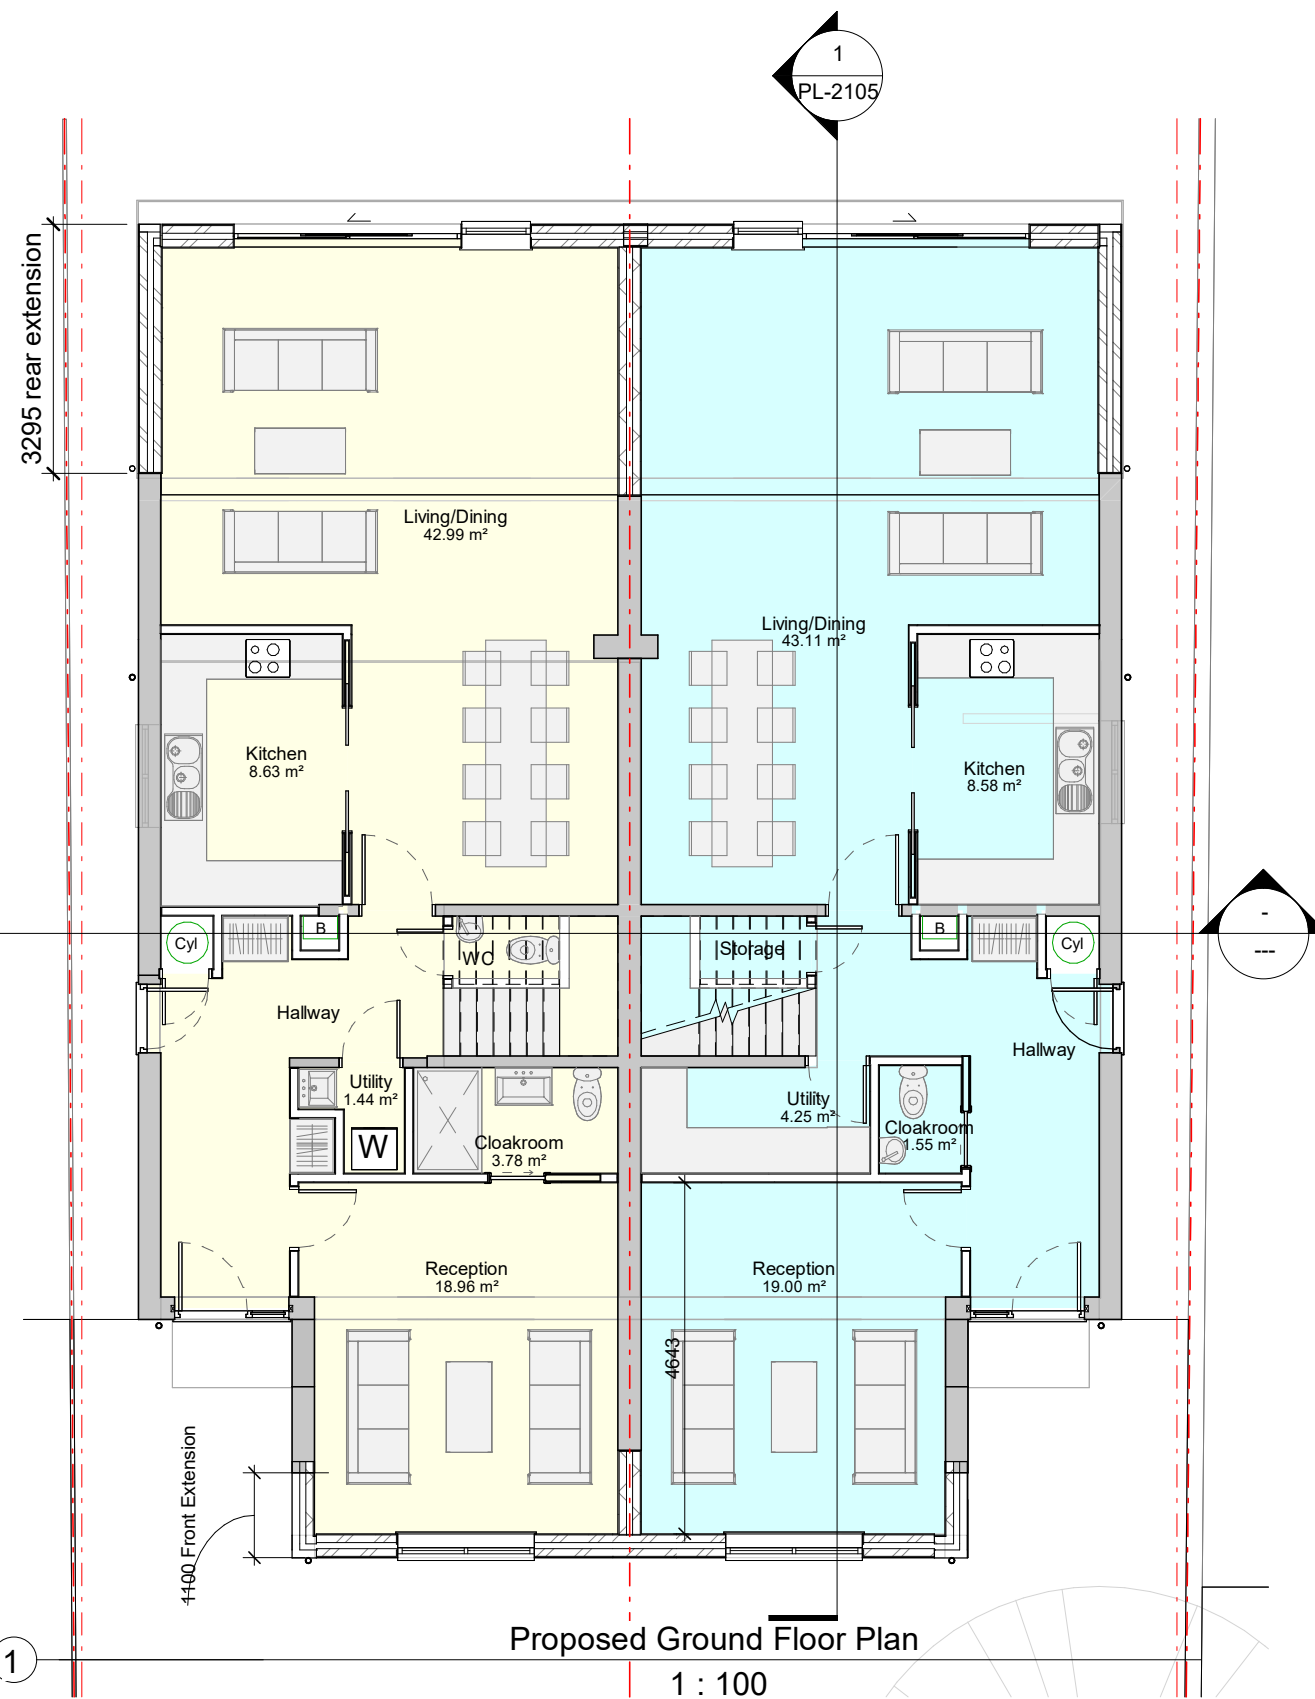 1
PL-2105
3295 rear extension
Living/Dining
42.99 m²
Living/Dining
43.11 m²
Kitchen
8.63 m²
Kitchen
8.58 m²
Cyl
B
WC
Storage
B
Cyl
-
---
Hallway
Hallway
Utility
1.44 m²
W
Cloakroom
3.78 m²
Utility
4.25 m²
Cloakroom
1.55 m²
Reception
18.96 m²
Reception
19.00 m²
4643
1100 Front Extension
Proposed Ground Floor Plan
1
1 : 100